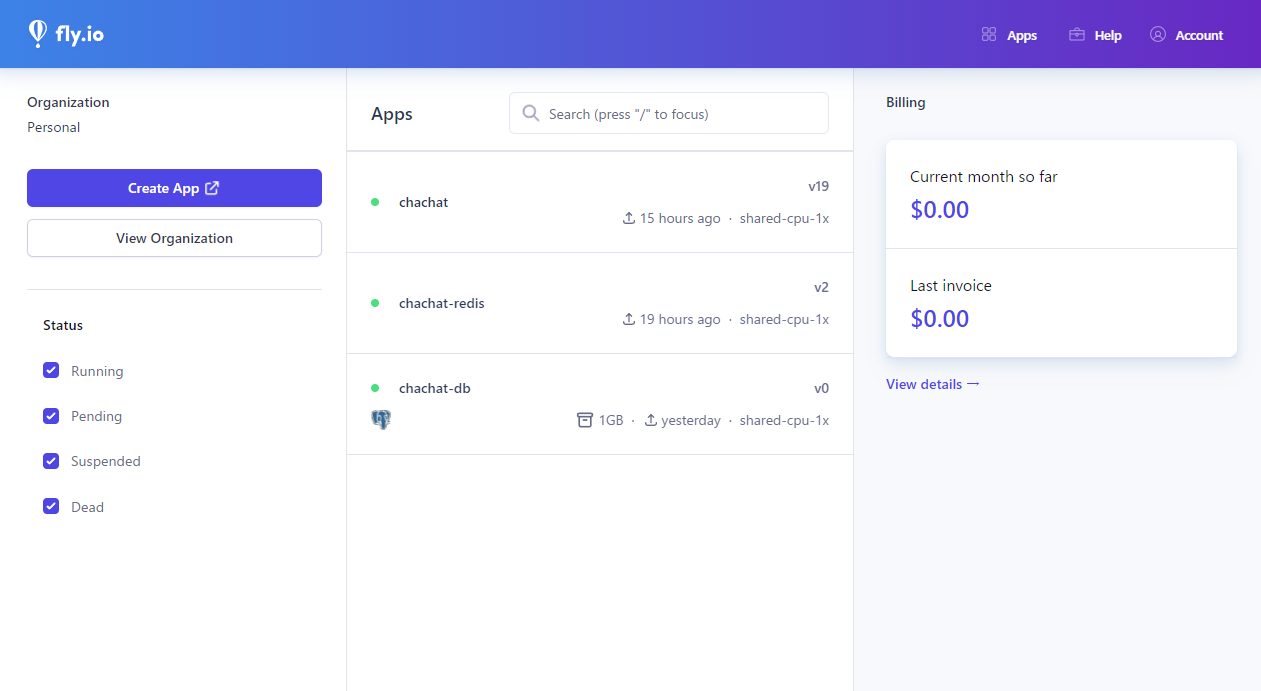 fly.io
Apps
Help
Account
Organization
Personal
Create App
View Organization
Status
Running
Pending
Suspended
Dead
Apps
Search (press "/" to focus)
chachat
v19
15 hours ago · shared-cpu-1x
chachat-redis
v2
19 hours ago · shared-cpu-1x
chachat-db
v0
1GB · yesterday · shared-cpu-1x
Billing
Current month so far
$0.00
Last invoice
$0.00
View details →